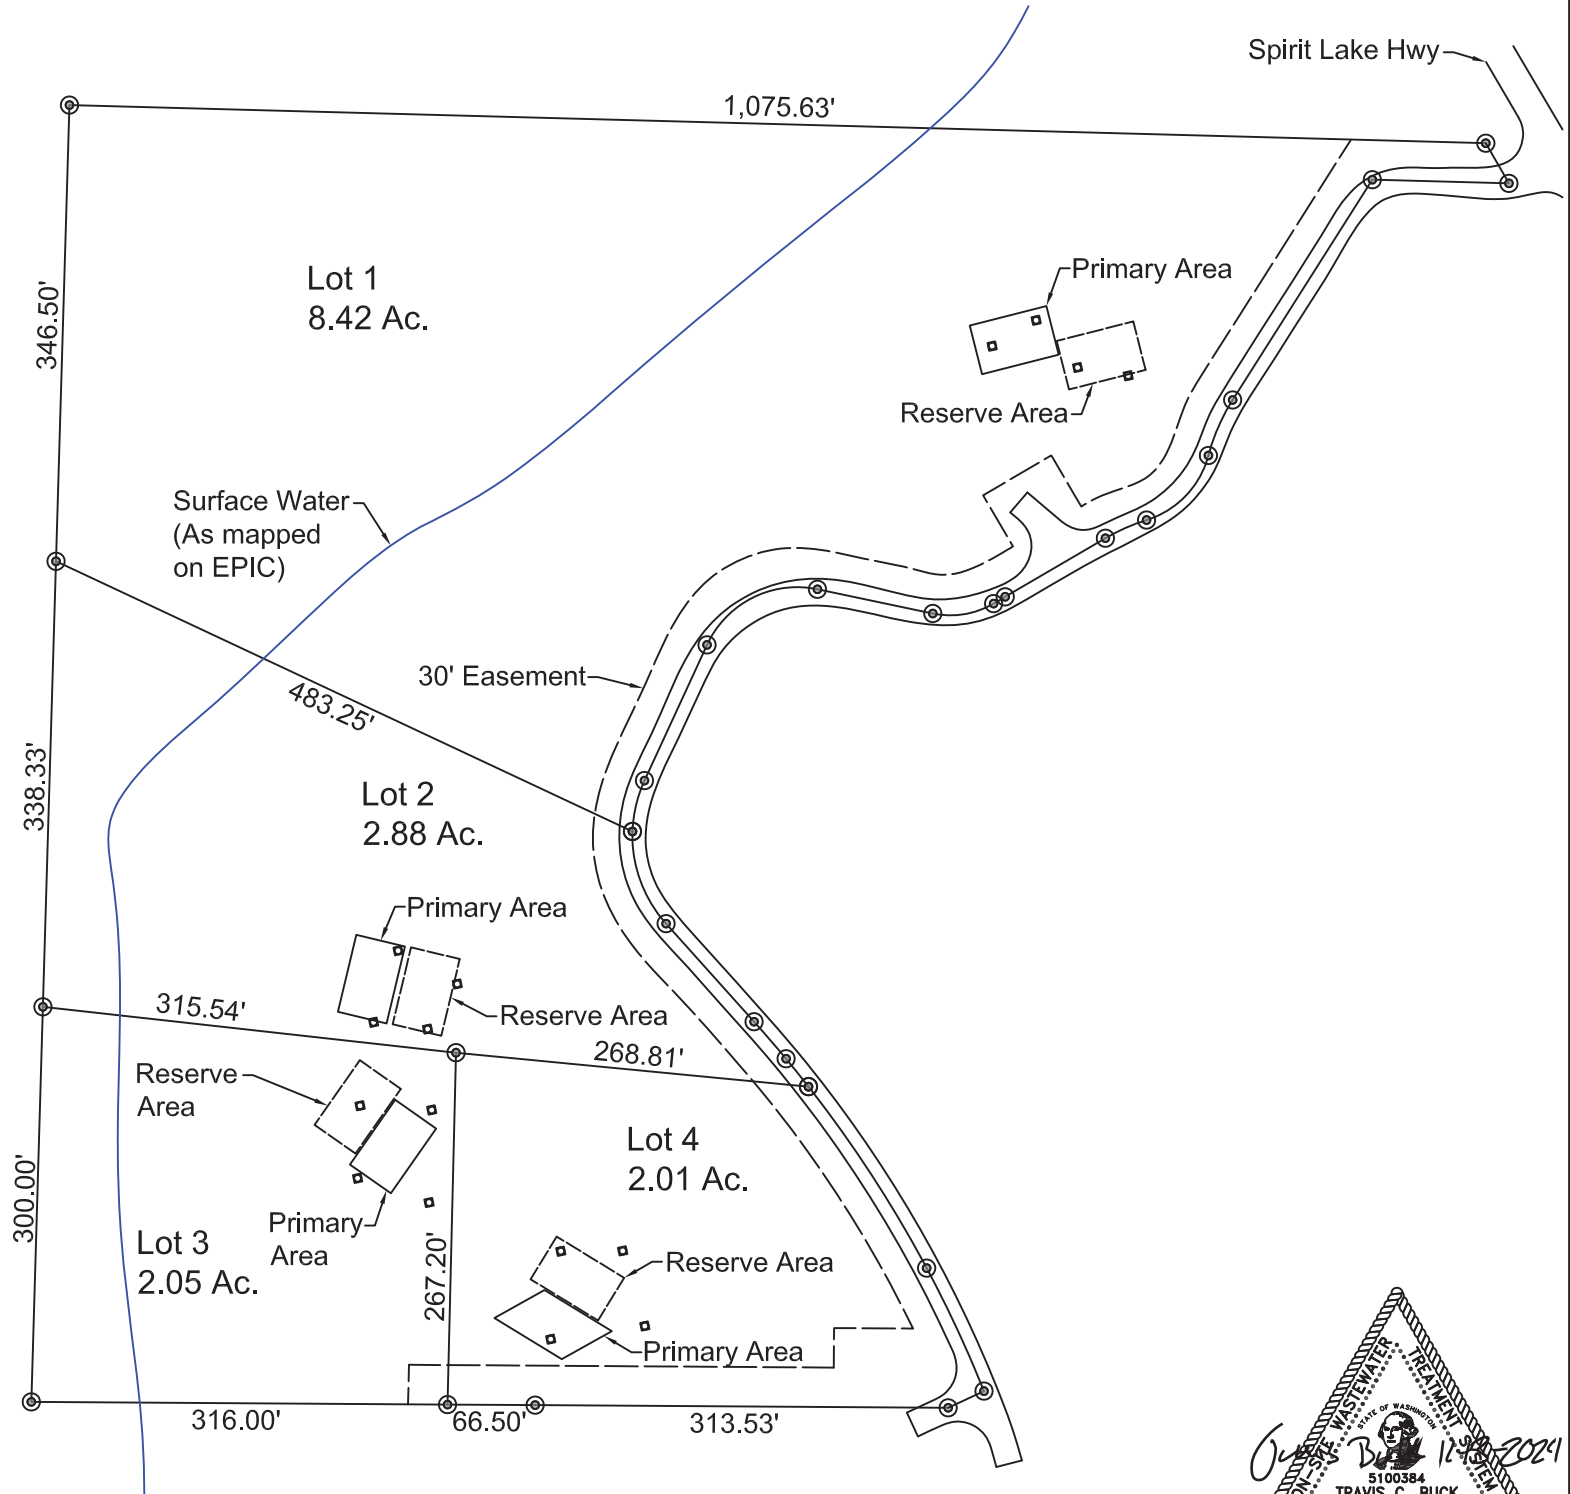 Spirit Lake Hwy
1,075.63'
Lot 1
8.42 Ac.
346.50'
Primary Area
Reserve Area
Surface Water
(As mapped
on EPIC)
30' Easement
483.25'
338.33'
Lot 2
2.88 Ac.
Primary Area
Reserve Area
315.54'
268.81'
Reserve
Area
Lot 4
2.01 Ac.
300.00'
Primary
Area
Lot 3
2.05 Ac.
267.20'
Reserve Area
Primary Area
316.00'
66.50'
313.53'
WASTEWATER
TREATMENT SYSTEM
STATE OF WASHINGTON
5100384
TRAVIS C. BUCK